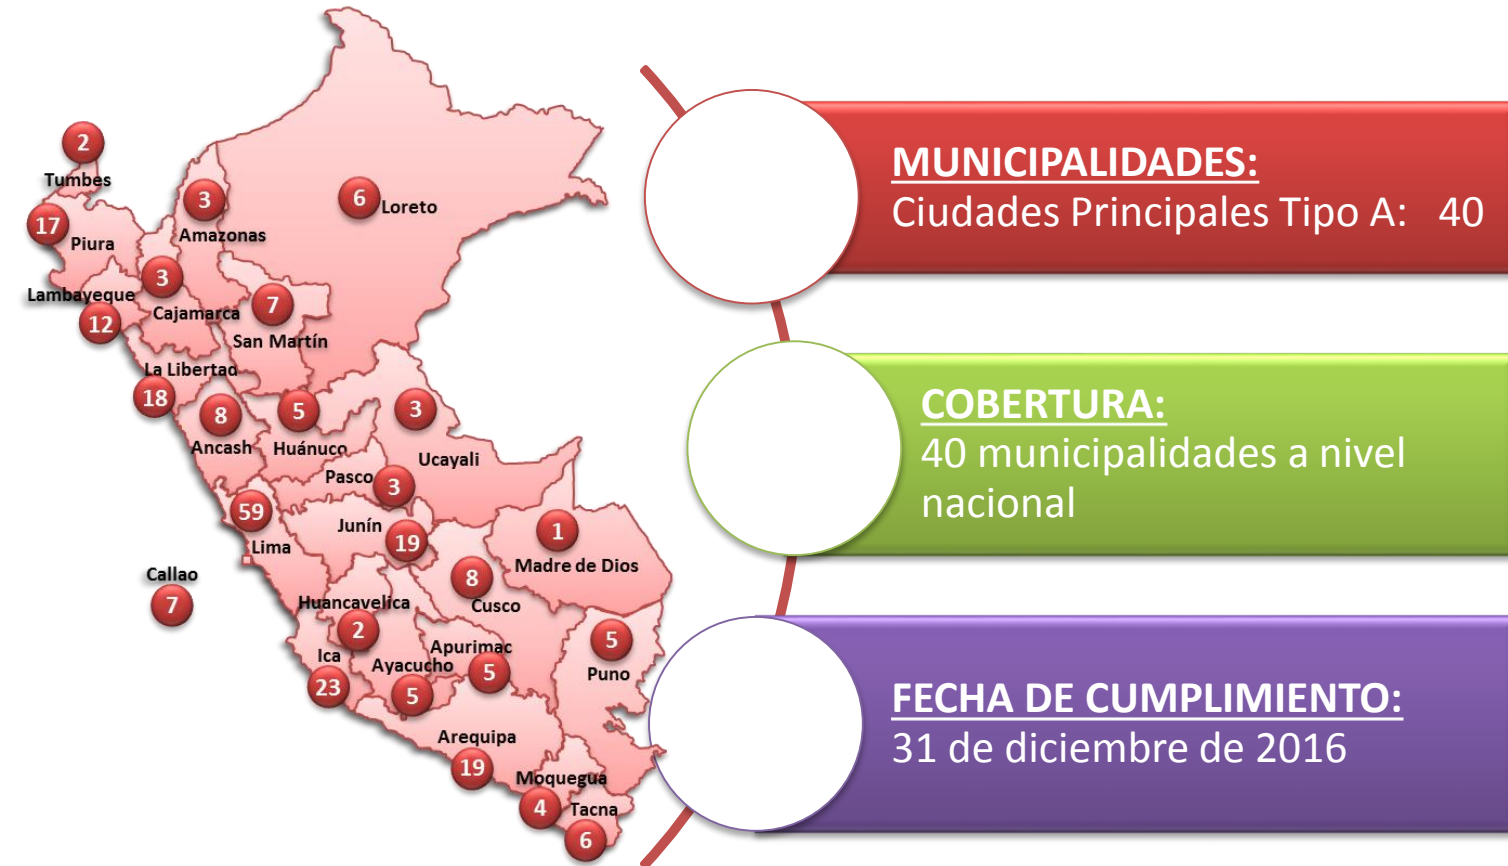 2
Tumbes
17
Piura
3
Amazonas
6
Loreto
Lambayeque
12
3
Cajamarca
7
San Martín
La Libertad
18
8
Ancash
5
Huánuco
3
Ucayali
Pasco
3
59
Lima
Junín
19
1
Madre de Dios
Callao
7
8
Cusco
Huancavelica
2
Ica
23
Ayacucho
5
Apurimac
5
5
Puno
Arequipa
19
Moquegua
4
Tacna
6
MUNICIPALIDADES:
Ciudades Principales Tipo A: 40
COBERTURA:
40 municipalidades a nivel
nacional
FECHA DE CUMPLIMIENTO:
31 de diciembre de 2016